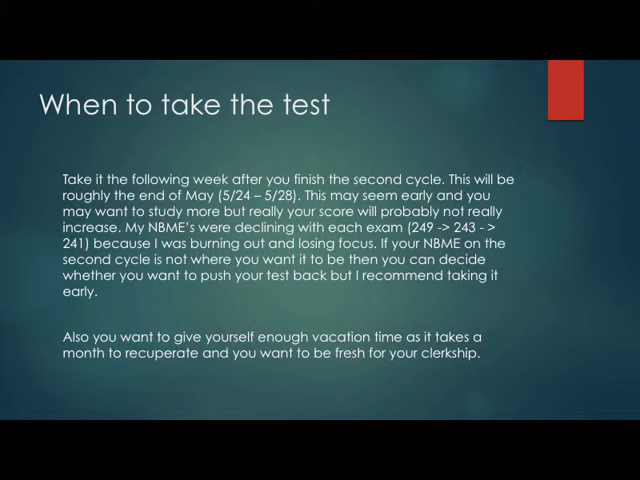 When to take the test
Take it the following week after you finish the second cycle. This will be
roughly the end of May (5/24 – 5/28). This may seem early and you
may want to study more but really your score will probably not really
increase. My NBME's were declining with each exam (249 -> 243 - >
241) because I was burning out and losing focus. If your NBME on the
second cycle is not where you want it to be then you can decide
whether you want to push your test back but I recommend taking it
early.
Also you want to give yourself enough vacation time as it takes a
month to recuperate and you want to be fresh for your clerkship.